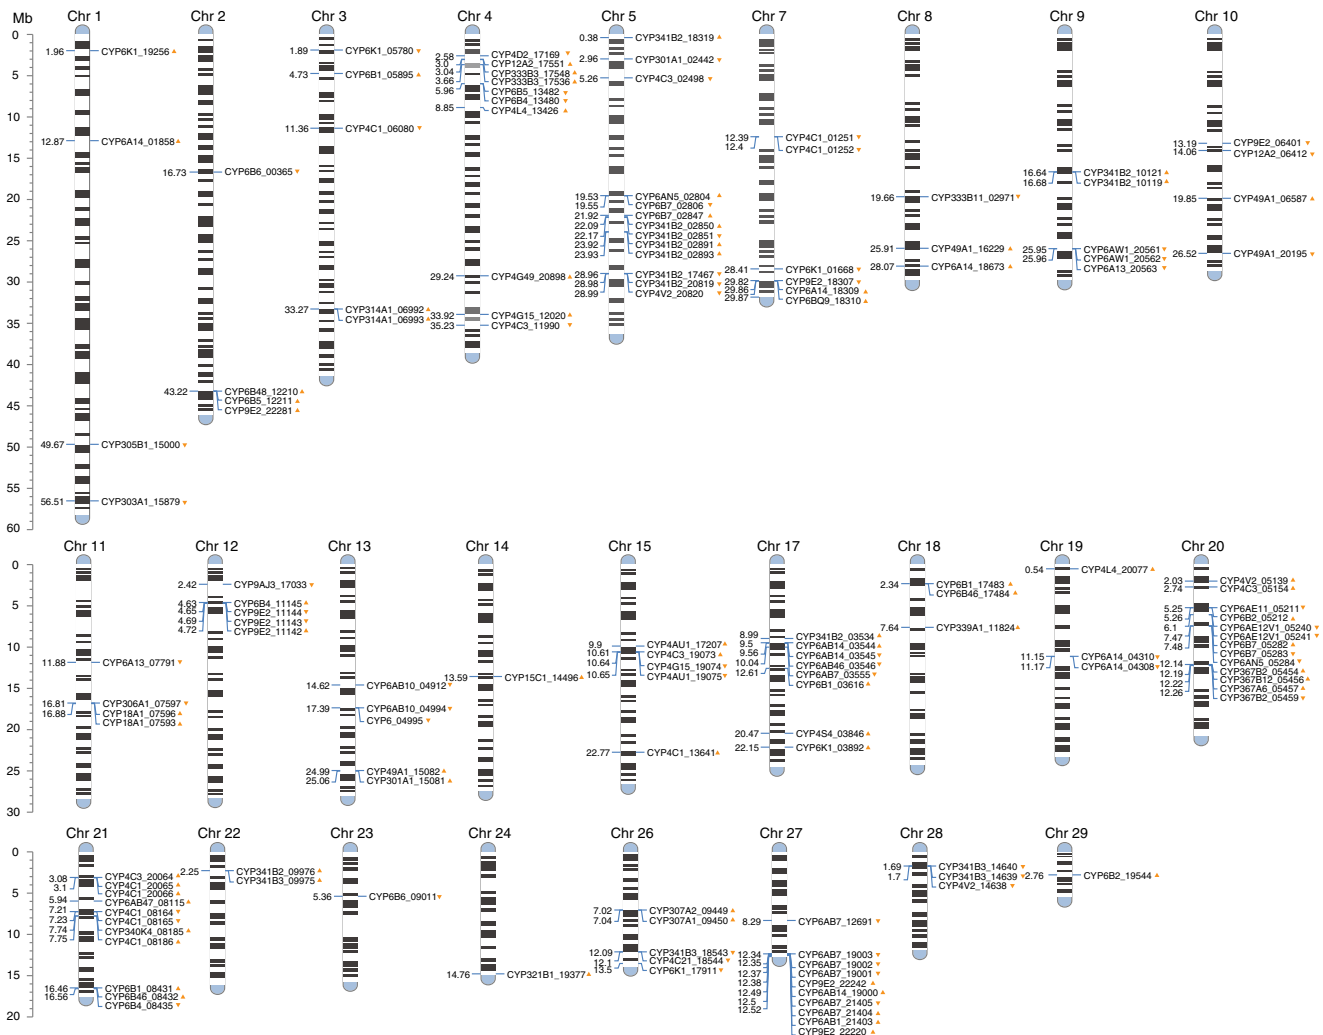 Mb
Chr 1
Chr 2
Chr 3
Chr 4
Chr 5
Chr 7
Chr 8
Chr 9
Chr 10
0
5
10
15
20
25
30
35
40
45
50
55
60
1.96 CYP6K1_19256
12.87 CYP6A14_01858
49.67 CYP305B1_15000
56.51 CYP303A1_15879
16.73 CYP6B6_00365
43.22 CYP6B48_12210
CYP6B5_12211
CYP9E2_22281
1.89 CYP6K1_05780
4.73 CYP6B1_05895
11.36 CYP4C1_06080
33.27 CYP314A1_06992
CYP314A1_06993
2.58 CYP4D2_17169
3.0 CYP12A2_17551
3.04 CYP333B3_17548
3.66 CYP333B3_17536
5.96 CYP6B5_13482
CYP6B4_13480
8.85 CYP4L4_13426
29.24 CYP4G49_20898
33.92 CYP4G15_12020
35.23 CYP4C3_11990
0.38 CYP341B2_18319
2.96 CYP301A1_02442
5.26 CYP4C3_02498
19.53 CYP6AN5_02804
19.55 CYP6B7_02806
21.92 CYP6B7_02847
22.09 CYP341B2_02850
22.17 CYP341B2_02851
23.92 CYP341B2_02891
23.93 CYP341B2_02893
28.96 CYP341B2_17467
28.98 CYP341B2_20819
28.99 CYP4V2_20820
12.39 CYP4C1_01251
12.4 CYP4C1_01252
28.41 CYP6K1_01668
29.82 CYP9E2_18307
29.86 CYP6A14_18309
29.87 CYP6BQ9_18310
19.66 CYP333B11_02971
25.91 CYP49A1_16229
28.07 CYP6A14_18673
16.64 CYP341B2_10121
16.68 CYP341B2_10119
25.95 CYP6AW1_20561
25.96 CYP6AW1_20562
CYP6A13_20563
13.19 CYP9E2_06401
14.06 CYP12A2_06412
19.85 CYP49A1_06587
26.52 CYP49A1_20195
Chr 11
Chr 12
Chr 13
Chr 14
Chr 15
Chr 17
Chr 18
Chr 19
Chr 20
0
5
10
15
20
25
30
11.88 CYP6A13_07791
16.81 CYP306A1_07597
16.88 CYP18A1_07596
CYP18A1_07593
2.42 CYP9AJ3_17033
4.63 CYP6B4_11145
4.65 CYP9E2_11144
4.69 CYP9E2_11143
4.72 CYP9E2_11142
14.62 CYP6AB10_04912
17.39 CYP6AB10_04994
CYP6_04995
24.99 CYP49A1_15082
25.06 CYP301A1_15081
13.59 CYP15C1_14496
9.9 CYP4AU1_17207
10.61 CYP4C3_19073
10.64 CYP4G15_19074
10.65 CYP4AU1_19075
22.77 CYP4C1_13641
8.99 CYP341B2_03534
9.5 CYP6AB14_03544
9.56 CYP6AB14_03545
10.04 CYP6AB46_03546
12.61 CYP6AB7_03555
CYP6B1_03616
20.47 CYP4S4_03846
22.15 CYP6K1_03892
2.34 CYP6B1_17483
CYP6B46_17484
7.64 CYP339A1_11824
0.54 CYP4L4_20077
11.15 CYP6A14_04310
11.17 CYP6A14_04308
2.03 CYP4V2_05139
2.74 CYP4C3_05154
5.25 CYP6AE11_05211
5.26 CYP6B2_05212
6.1 CYP6AE12V1_05240
7.47 CYP6AE12V1_05241
7.48 CYP6B7_05282
CYP6B7_05283
12.14 CYP6AN5_05284
12.19 CYP367B2_05454
12.22 CYP367B12_05456
12.26 CYP367A6_05457
CYP367B2_05459
Chr 21
Chr 22
Chr 23
Chr 24
Chr 26
Chr 27
Chr 28
Chr 29
0
5
10
15
20
3.08 CYP4C3_20064
3.1 CYP4C1_20065
CYP4C1_20066
5.94 CYP6AB47_08115
7.21 CYP4C1_08164
7.23 CYP4C1_08165
7.74 CYP340K4_08185
7.75 CYP4C1_08186
16.46 CYP6B1_08431
16.56 CYP6B46_08432
CYP6B4_08435
2.25 CYP341B2_09976
CYP341B3_09975
5.36 CYP6B6_09011
14.76 CYP321B1_19377
7.02 CYP307A2_09449
7.04 CYP307A1_09450
12.09 CYP341B3_18543
12.1 CYP4C21_18544
13.5 CYP6K1_17911
8.29 CYP6AB7_12691
12.34 CYP6AB7_19003
12.35 CYP6AB7_19002
12.37 CYP6AB7_19001
12.38 CYP9E2_22242
12.49 CYP6AB14_19000
12.5 CYP6AB7_21405
12.52 CYP6AB7_21404
CYP6AB1_21403
CYP9E2_22220
1.69 CYP341B3_14640
1.7 CYP341B3_14639
CYP4V2_14638
2.76 CYP6B2_19544